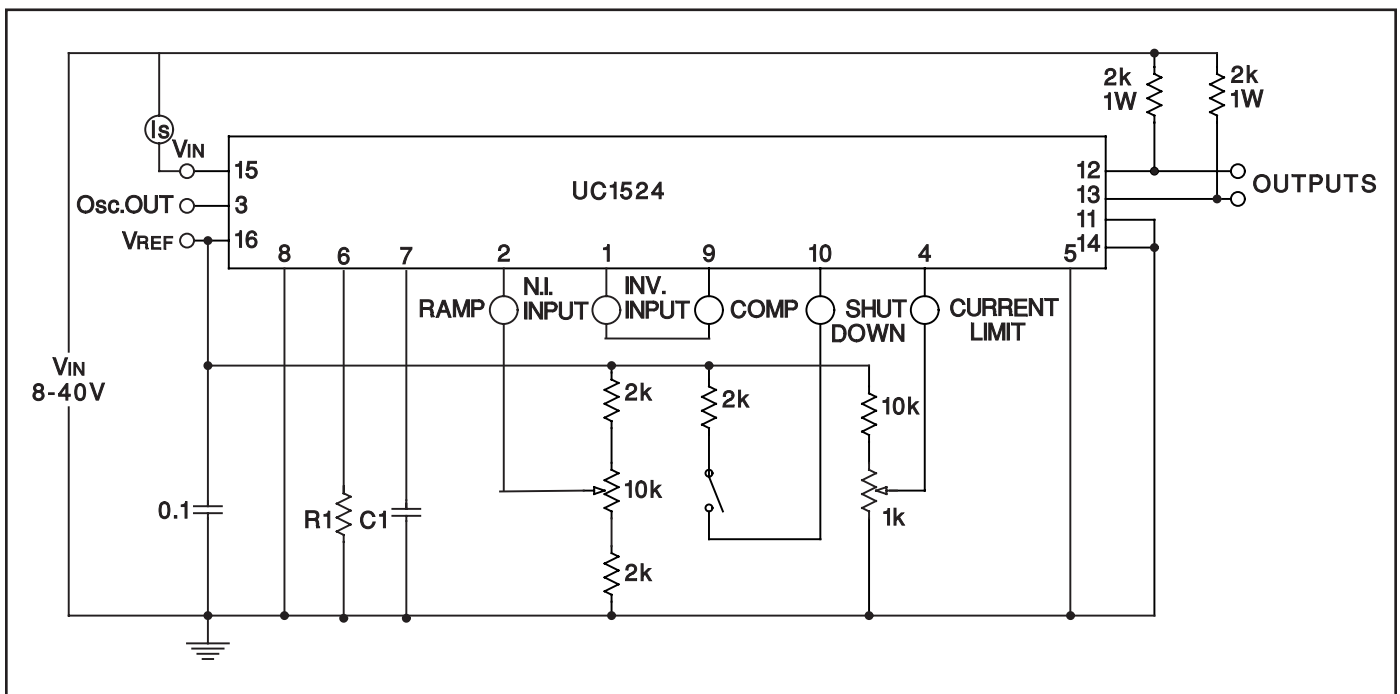 2k
1W
2k
1W
Is
VIN
15
12
OUTPUTS
UC1524
Osc.OUT
3
13
VREF
16
11
14
8
6
7
2
1
9
10
4
5
RAMP
N.I.
INPUT
INV.
INPUT
COMP
SHUT
DOWN
CURRENT
LIMIT
VIN
8-40V
2k
2k
10k
10k
1k
0.1
R1
C1
2k